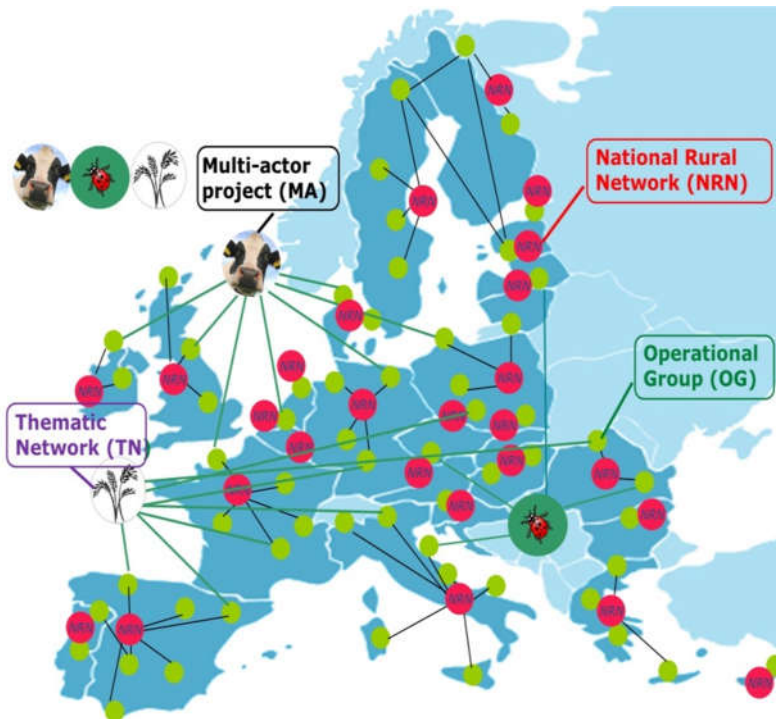 NRN
Multi-actor
project (MA)
National Rural
Network (NRN)
NRN
NRN
NRN
NRN
NRN
NRN
NRN
NRN
NRN
Operational
Group (OG)
NRN
NRN
NRN
NRN
Thematic
Network (TN)
NRN
NRN
NRN
NRN
NRN
NRN
NRN
NRN
NRN
NRN
NRN
NRN